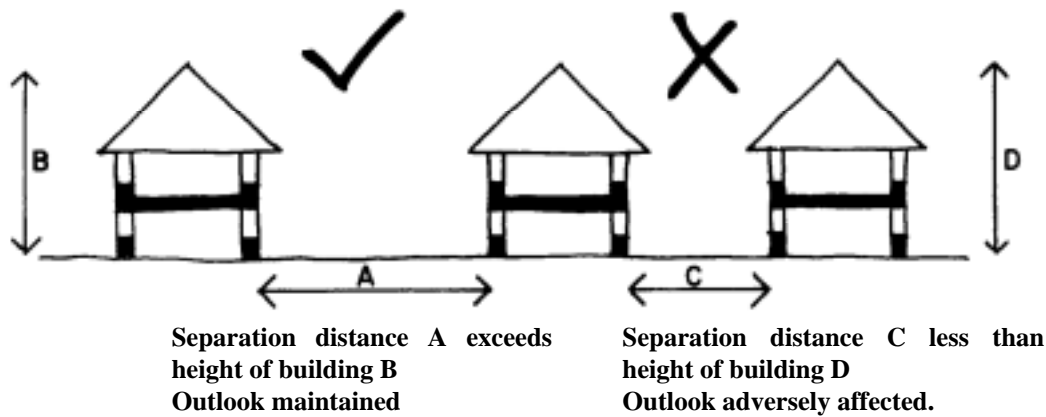 B
D
A
C
Separation distance A exceeds
height of building B
Outlook maintained
Separation distance C less than
height of building D
Outlook adversely affected.